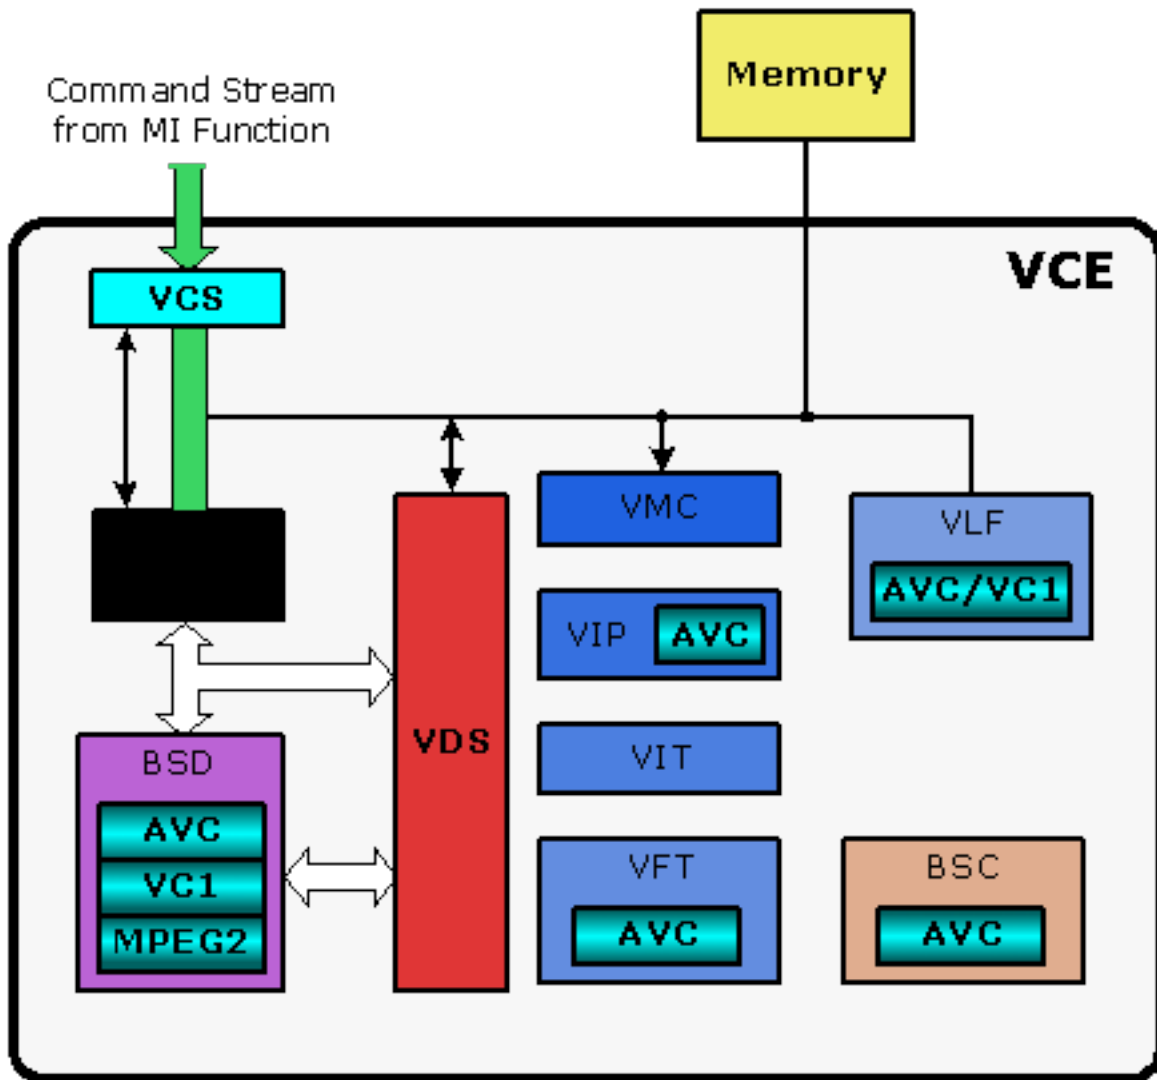 Command Stream
from MI Function
Memory
VCE
VCS
VMC
VLF
AVC/VC1
VIP
AVC
VDS
VIT
BSD
AVC
VC1
MPEG2
VFT
AVC
BSC
AVC